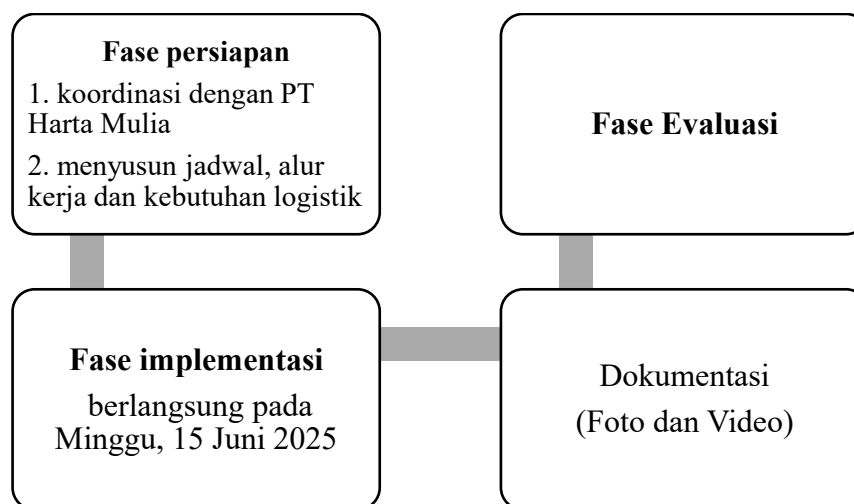 Fase persiapan
1. koordinasi dengan PT
Harta Mulia
2. menyusun jadwal, alur
kerja dan kebutuhan logistik
Fase implementasi
berlangsung pada
Minggu, 15 Juni 2025
Dokumentasi
(Foto dan Video)
Fase Evaluasi